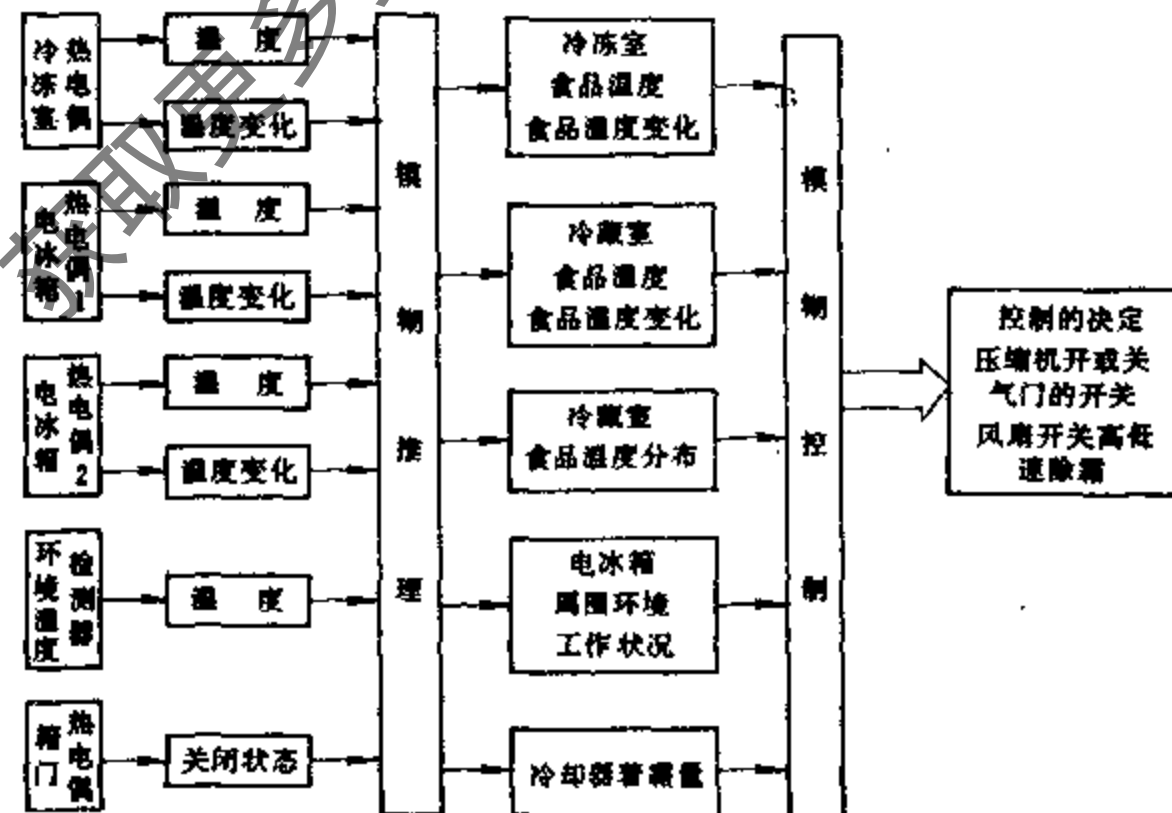 冷冻室
热电偶
温度
温度变化
电冰箱
热电偶1
温度
温度变化
电冰箱
热电偶2
温度
温度变化
环境温度
检测器
温度
箱门
热电偶
关闭状态
模糊推理
冷冻室
食品温度
食品温度变化
冷藏室
食品温度
食品温度变化
冷藏室
食品温度分布
电冰箱
周围环境
工作状况
冷却器着霜量
模糊控制
控制的决定
压缩机开或关
气门的开关
风扇开关高低
速除霜
获取更多